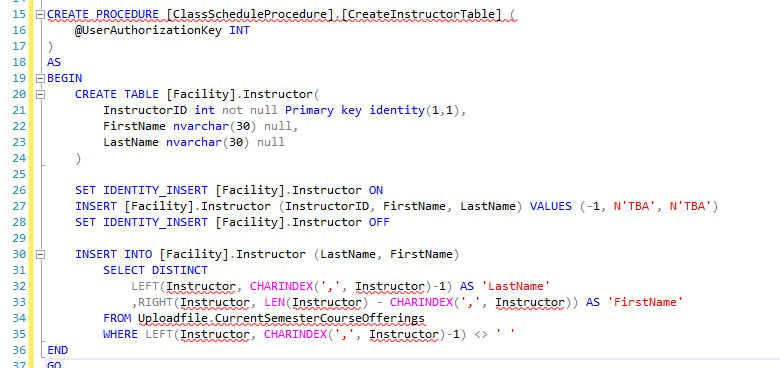 15 CREATE PROCEDURE [ClassScheduleProcedure].[CreateInstructorTable] (
16 @UserAuthorizationKey INT
17 )
18 AS
19 BEGIN
20 CREATE TABLE [Facility].Instructor(
21 InstructorID int not null Primary key identity(1,1),
22 FirstName nvarchar(30) null,
23 LastName nvarchar(30) null
24 )
25
26 SET IDENTITY_INSERT [Facility].Instructor ON
27 INSERT [Facility].Instructor (InstructorID, FirstName, LastName) VALUES (-1, N'TBA', N'TBA')
28 SET IDENTITY_INSERT [Facility].Instructor OFF
29
30 INSERT INTO [Facility].Instructor (LastName, FirstName)
31 SELECT DISTINCT
32 LEFT(Instructor, CHARINDEX(',', Instructor)-1) AS 'LastName'
33 ,RIGHT(Instructor, LEN(Instructor) - CHARINDEX(',', Instructor)) AS 'FirstName'
34 FROM Uploadfile.CurrentSemesterCourseOfferings
35 WHERE LEFT(Instructor, CHARINDEX(',', Instructor)-1) <> ' '
36 END
37 GO